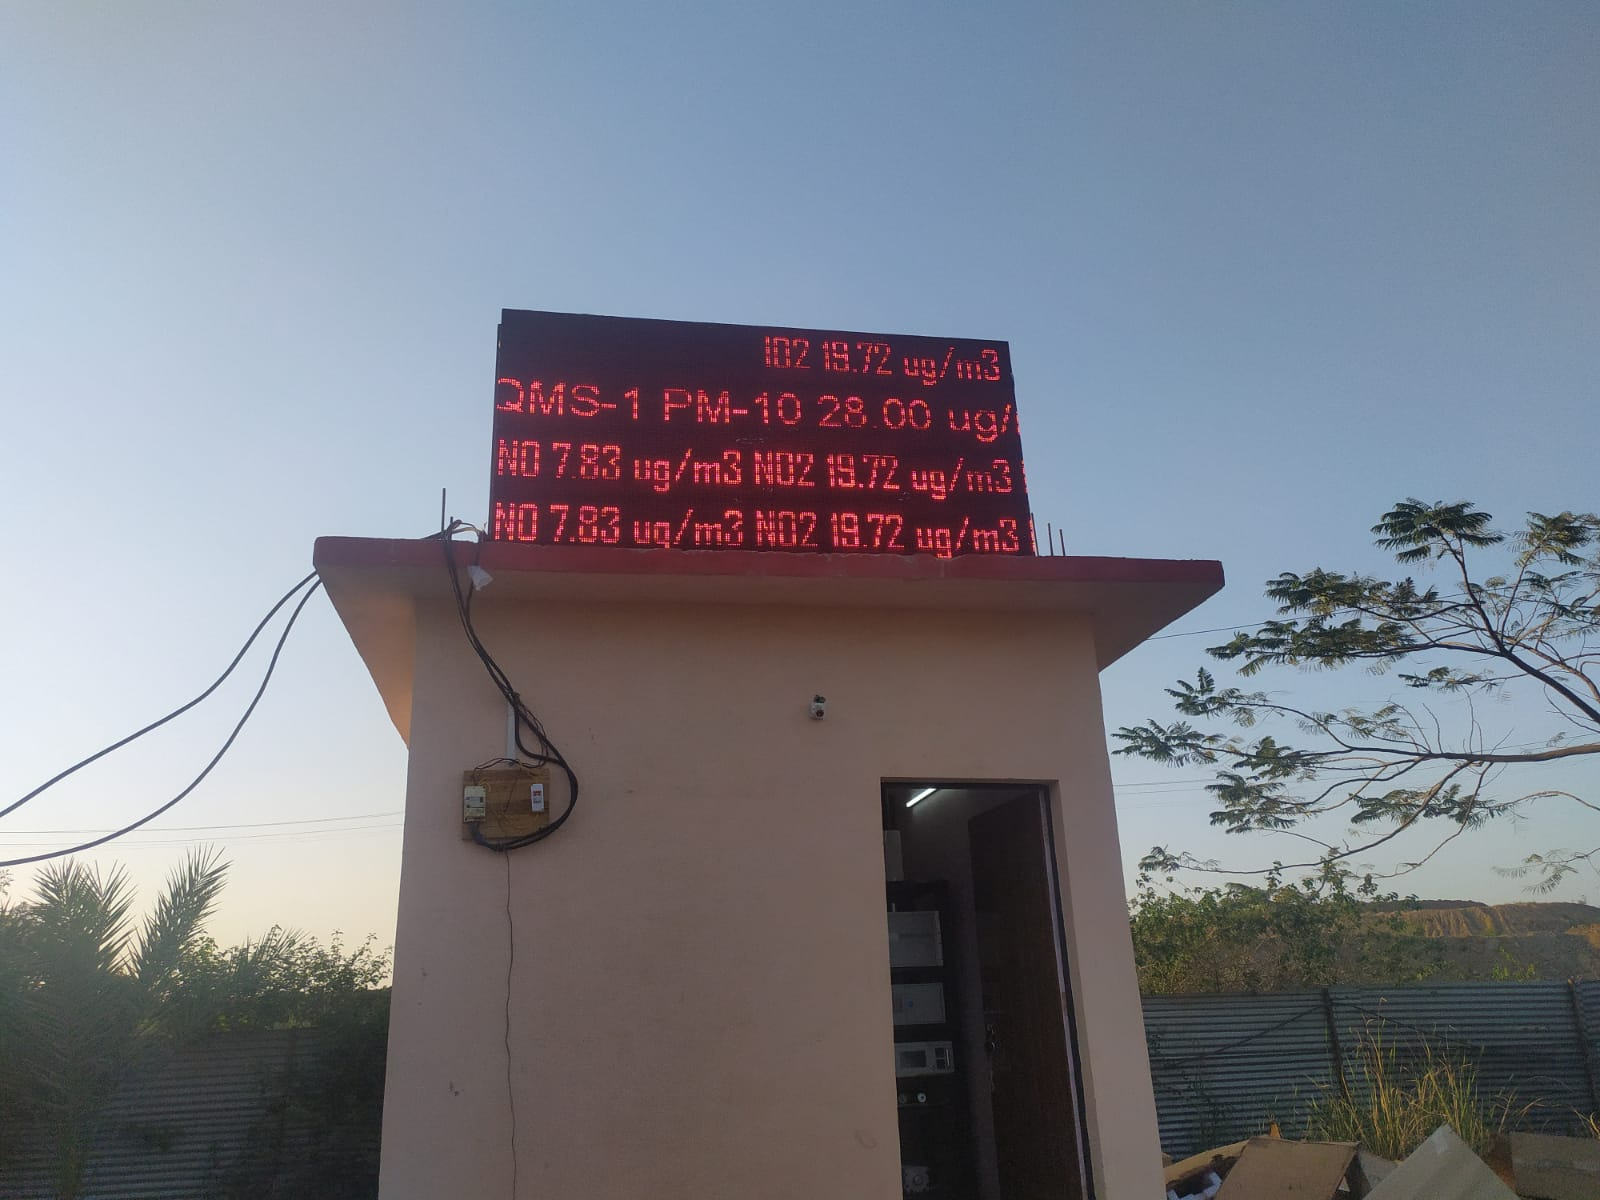 IO2 19.72 ug/m3
QMS-1 PM-10 28.00 ug/
NO 7.83 ug/m3 NO2 19.72 ug/m3
NO 7.83 ug/m3 NO2 19.72 ug/m3